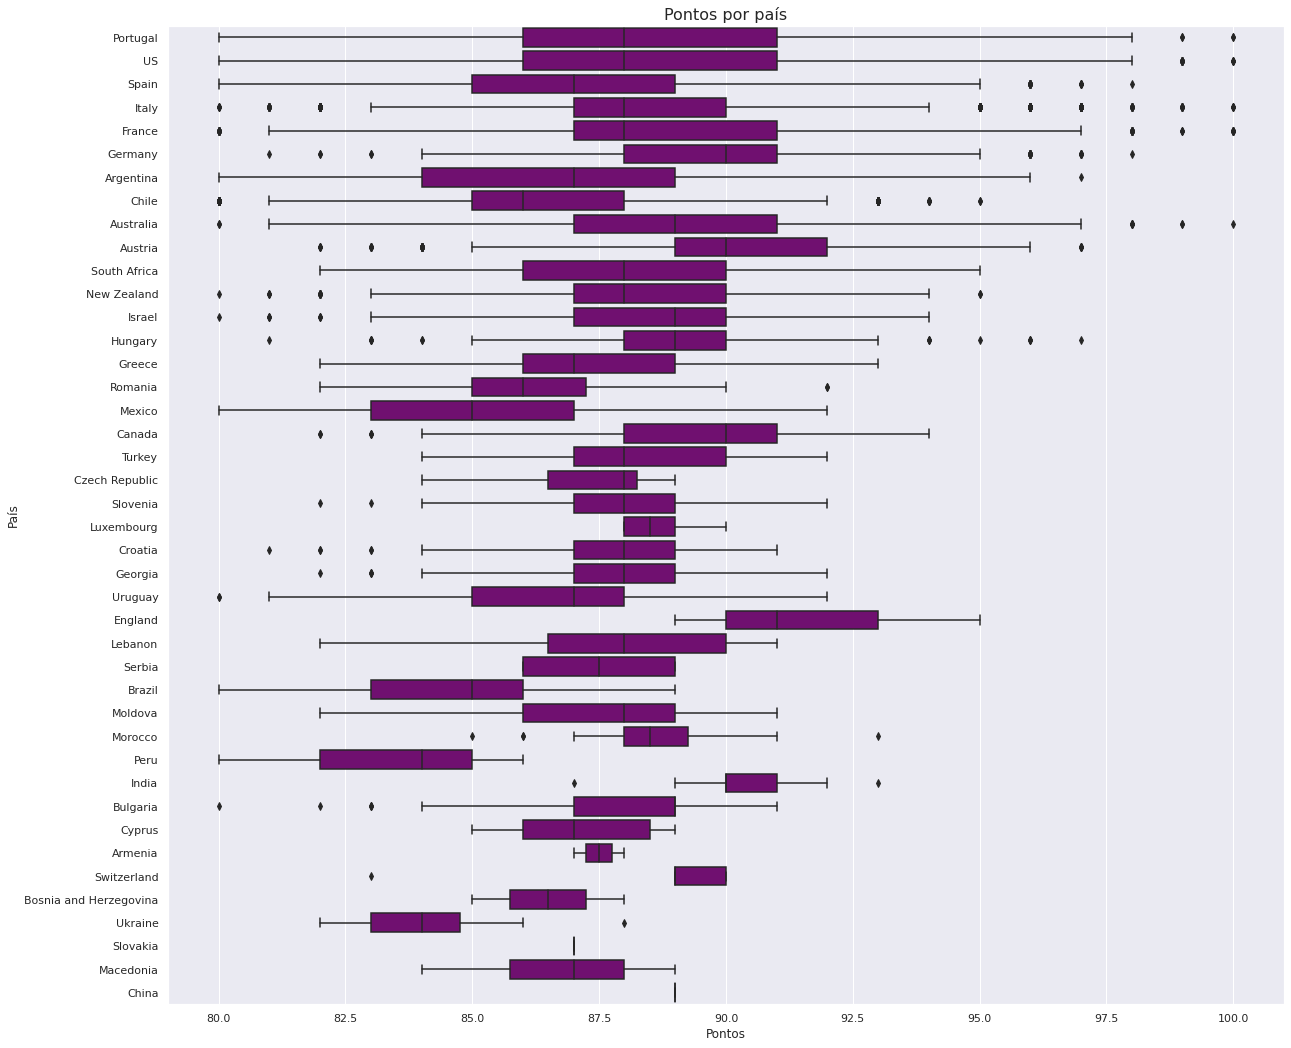 Pontos por país
Portugal
US
Spain
Italy
France
Germany
Argentina
Chile
Australia
Austria
South Africa
New Zealand
Israel
Hungary
Greece
Romania
Mexico
Canada
Turkey
Czech Republic
Slovenia
Luxembourg
Croatia
Georgia
Uruguay
England
Lebanon
Serbia
Brazil
Moldova
Morocco
Peru
India
Bulgaria
Cyprus
Armenia
Switzerland
Bosnia and Herzegovina
Ukraine
Slovakia
Macedonia
China
País
80.0 82.5 85.0 87.5 90.0 92.5 95.0 97.5 100.0
Pontos